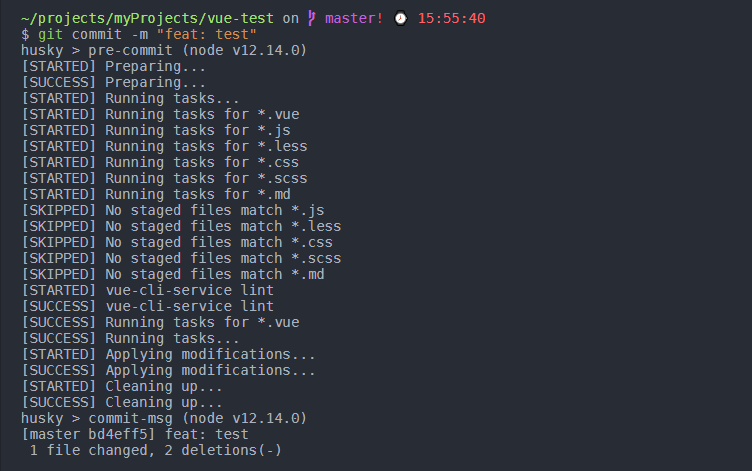 ~/projects/myProjects/vue-test on master! 15:55:40
$ git commit -m "feat: test"
husky > pre-commit (node v12.14.0)
[STARTED] Preparing...
[SUCCESS] Preparing...
[STARTED] Running tasks...
[STARTED] Running tasks for *.vue
[STARTED] Running tasks for *.js
[STARTED] Running tasks for *.less
[STARTED] Running tasks for *.css
[STARTED] Running tasks for *.scss
[STARTED] Running tasks for *.md
[SKIPPED] No staged files match *.js
[SKIPPED] No staged files match *.less
[SKIPPED] No staged files match *.css
[SKIPPED] No staged files match *.scss
[SKIPPED] No staged files match *.md
[STARTED] vue-cli-service lint
[SUCCESS] vue-cli-service lint
[SUCCESS] Running tasks for *.vue
[SUCCESS] Running tasks...
[STARTED] Applying modifications...
[SUCCESS] Applying modifications...
[STARTED] Cleaning up...
[SUCCESS] Cleaning up...
husky > commit-msg (node v12.14.0)
[master bd4eff5] feat: test
 1 file changed, 2 deletions(-)